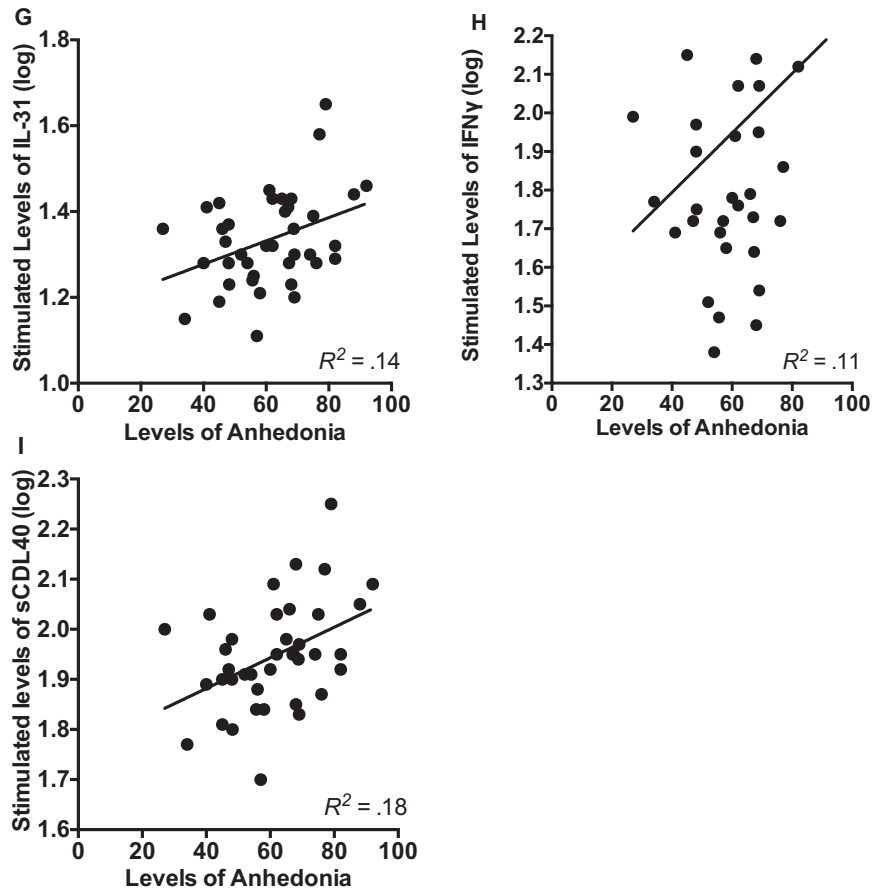 G
Stimulated Levels of IL-31 (log)
1.8
1.6
1.4
1.2
1.0
0 20 40 60 80 100
R² = .14
Levels of Anhedonia
H
Stimulated Levels of IFNγ (log)
2.2
2.1
2.0
1.9
1.8
1.7
1.6
1.5
1.4
1.3
0 20 40 60 80 100
R² = .11
Levels of Anhedonia
I
Stimulated levels of sCDL40 (log)
2.3
2.2
2.1
2.0
1.9
1.8
1.7
1.6
0 20 40 60 80 100
R² = .18
Levels of Anhedonia